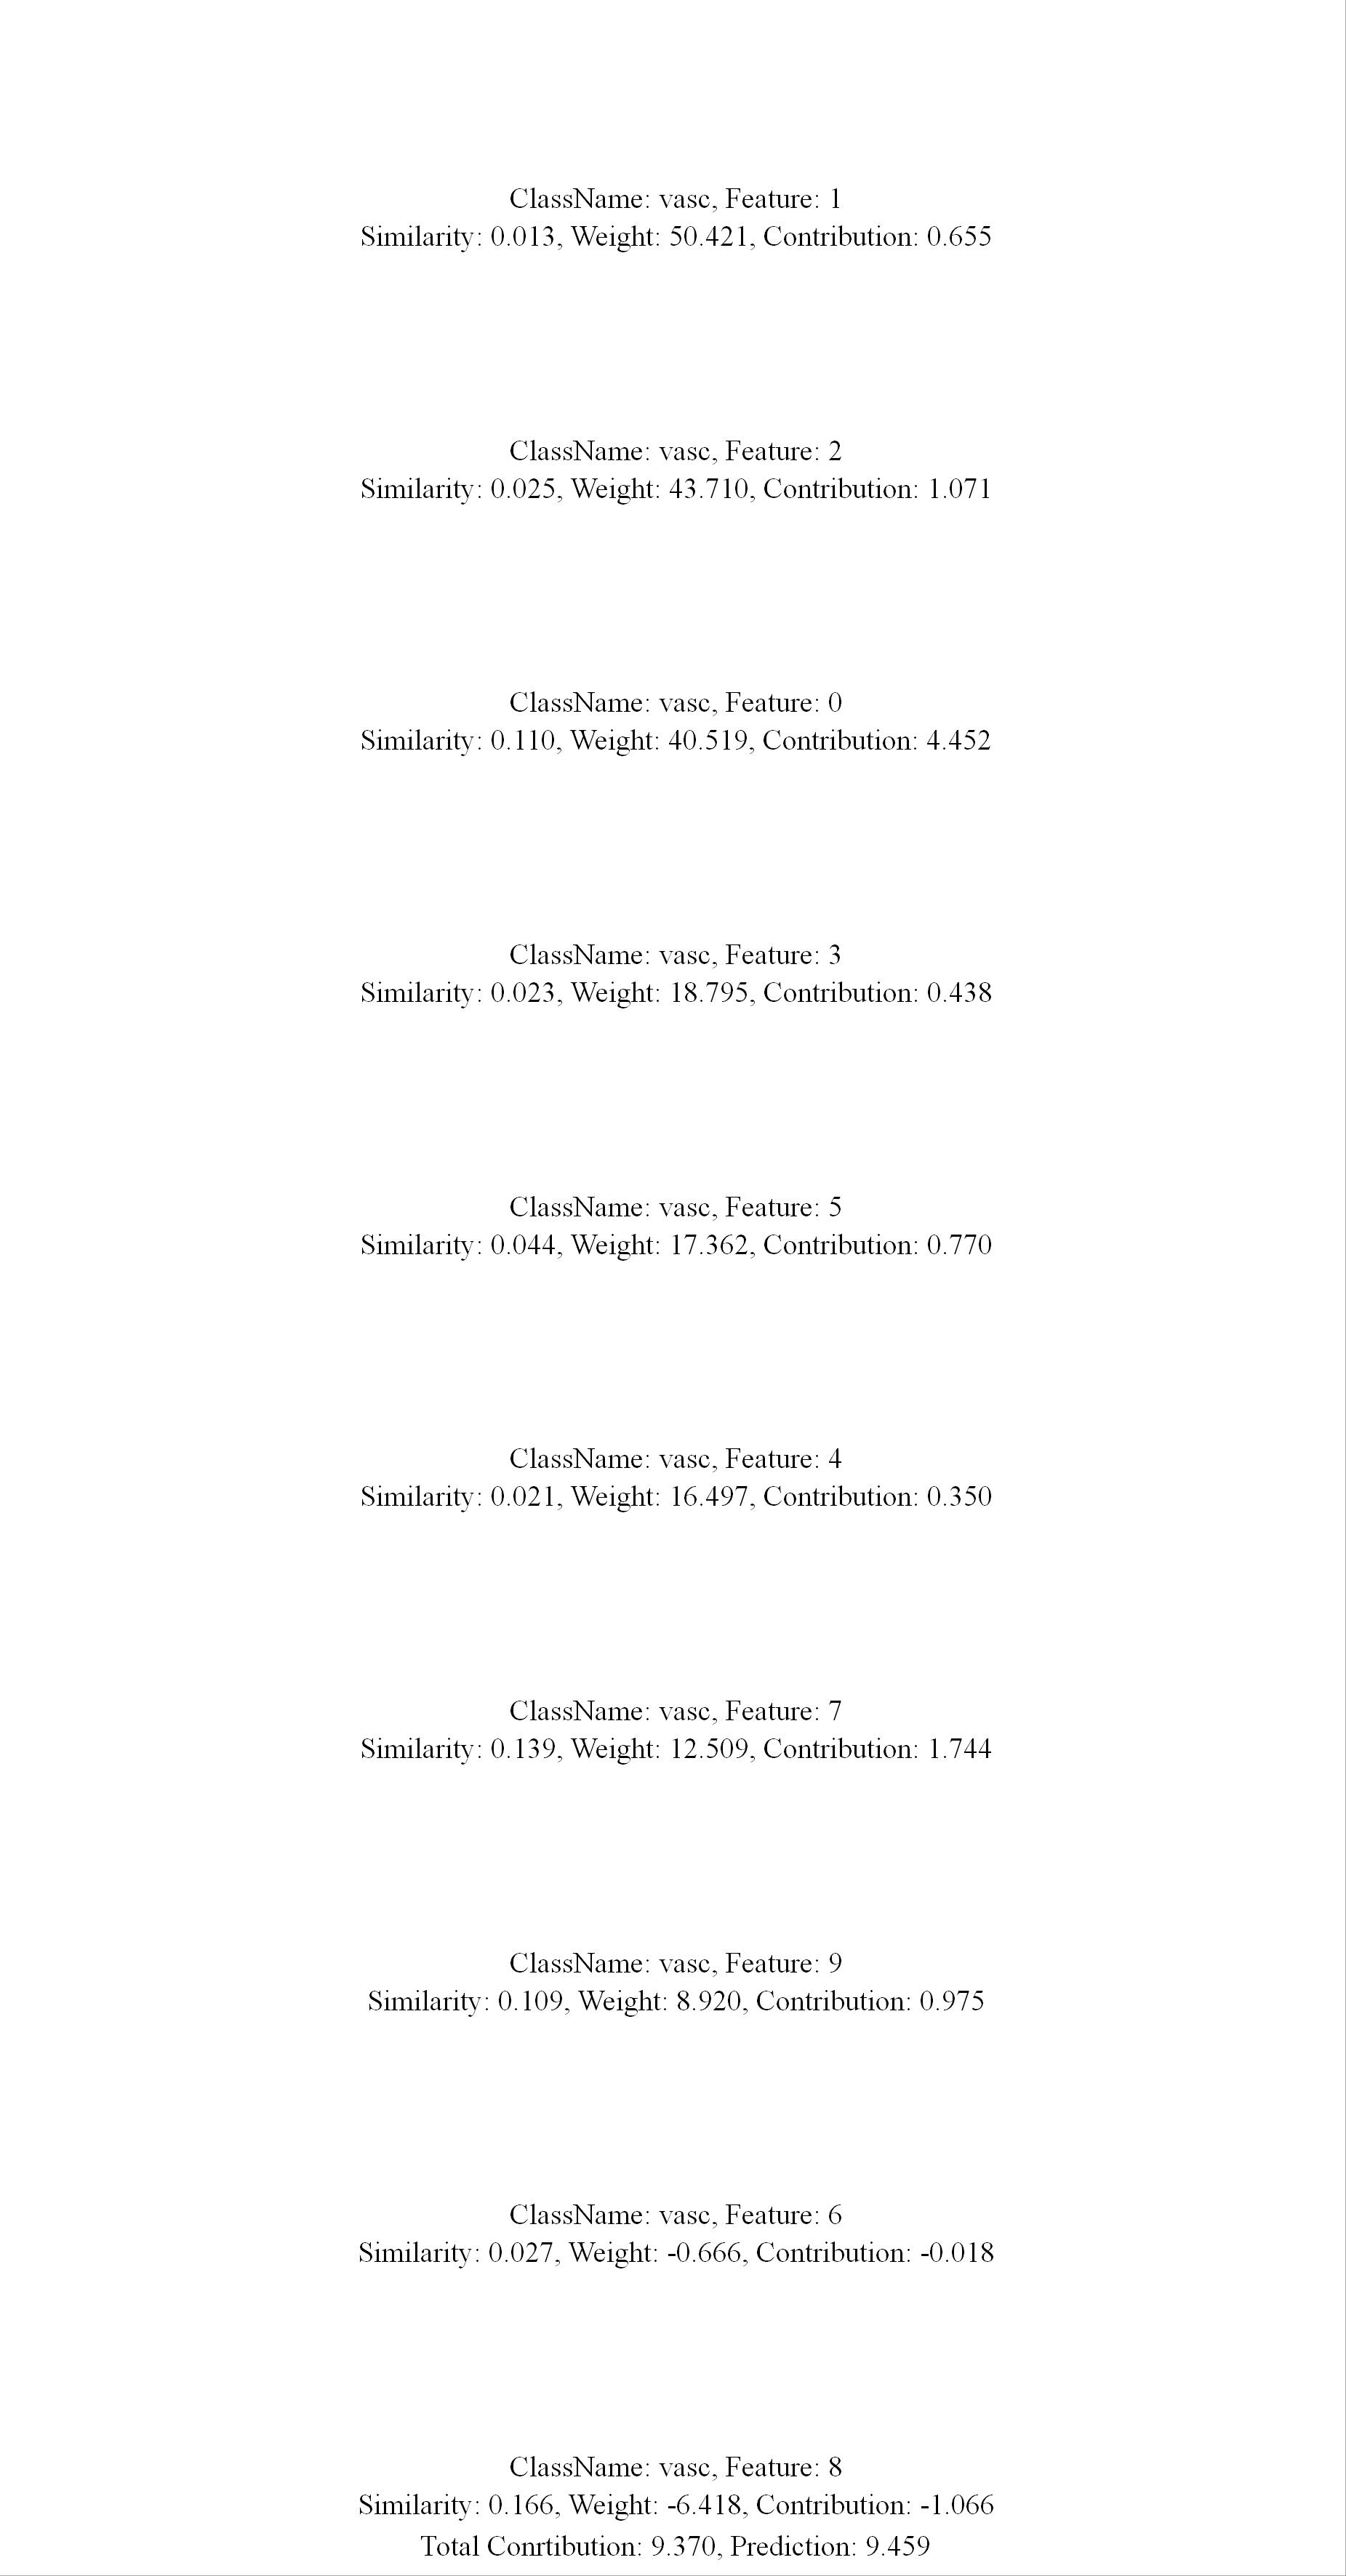 ClassName: vasc, Feature: 1
Similarity: 0.013, Weight: 50.421, Contribution: 0.655
ClassName: vasc, Feature: 2
Similarity: 0.025, Weight: 43.710, Contribution: 1.071
ClassName: vasc, Feature: 0
Similarity: 0.110, Weight: 40.519, Contribution: 4.452
ClassName: vasc, Feature: 3
Similarity: 0.023, Weight: 18.795, Contribution: 0.438
ClassName: vasc, Feature: 5
Similarity: 0.044, Weight: 17.362, Contribution: 0.770
ClassName: vasc, Feature: 4
Similarity: 0.021, Weight: 16.497, Contribution: 0.350
ClassName: vasc, Feature: 7
Similarity: 0.139, Weight: 12.509, Contribution: 1.744
ClassName: vasc, Feature: 9
Similarity: 0.109, Weight: 8.920, Contribution: 0.975
ClassName: vasc, Feature: 6
Similarity: 0.027, Weight: -0.666, Contribution: -0.018
ClassName: vasc, Feature: 8
Similarity: 0.166, Weight: -6.418, Contribution: -1.066
Total Conrtibution: 9.370, Prediction: 9.459